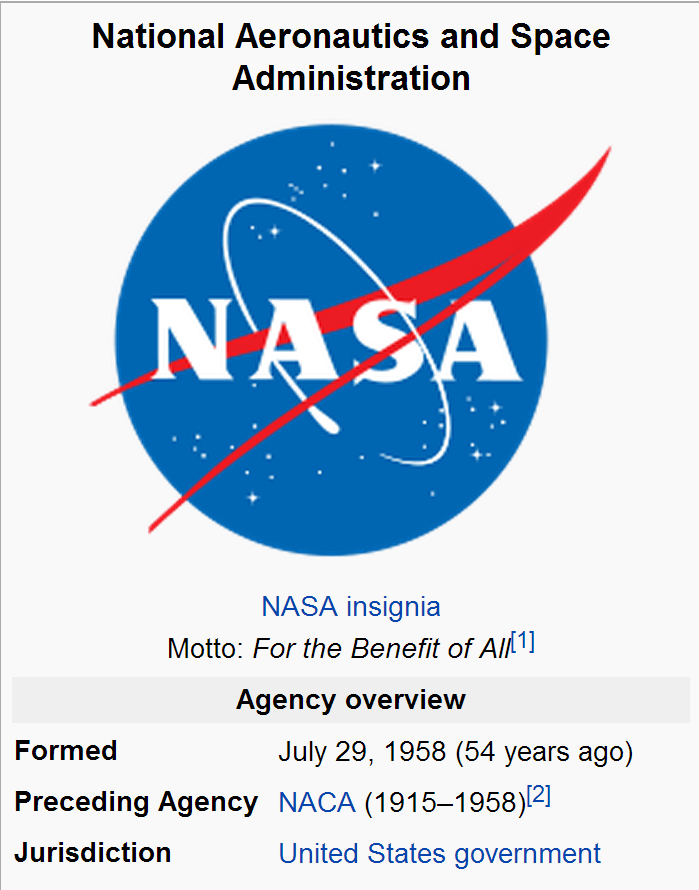 National Aeronautics and Space
Administration
NASA
NASA insignia
Motto: For the Benefit of All[1]
Agency overview
Formed July 29, 1958 (54 years ago)
Preceding Agency NACA (1915–1958)[2]
Jurisdiction United States government